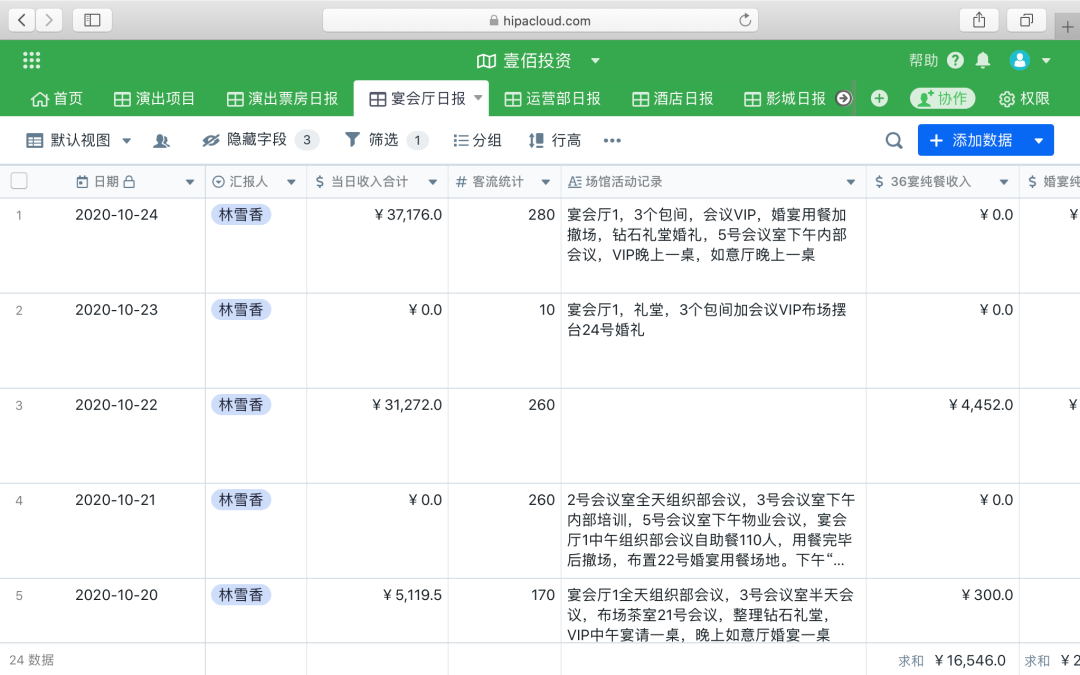 hipacloud.com
壹佰投资
帮助
首页
演出项目
演出票房日报
宴会厅日报
运营部日报
酒店日报
影城日报
协作
权限
默认视图
隐藏字段 3
筛选 1
分组
行高
添加数据
日期
汇报人
$ 当日收入合计
# 客流统计
场馆活动记录
$ 36宴纯餐收入
$ 婚宴纯
1 2020-10-24 林雪香 ¥37,176.0 280
宴会厅1，3个包间，会议VIP，婚宴用餐加
撤场，钻石礼堂婚礼，5号会议室下午内部
会议，VIP晚上一桌，如意厅晚上一桌
¥0.0 ¥
2 2020-10-23 林雪香 ¥0.0 10
宴会厅1，礼堂，3个包间加会议VIP布场摆
台24号婚礼
¥0.0
3 2020-10-22 林雪香 ¥31,272.0 260 ¥4,452.0 ¥
4 2020-10-21 林雪香 ¥0.0 260
2号会议室全天组织部会议，3号会议室下午
内部培训，5号会议室下午物业会议，宴会
厅1中午组织部会议自助餐110人，用餐完毕
后撤场，布置22号婚宴用餐场地。下午“...
¥0.0
5 2020-10-20 林雪香 ¥5,119.5 170
宴会厅1全天组织部会议，3号会议室半天会
议，布场茶室21号会议，整理钻石礼堂，
VIP中午宴请一桌，晚上如意厅婚宴一桌
¥300.0
24 数据
求和 ¥16,546.0
求和 ¥2